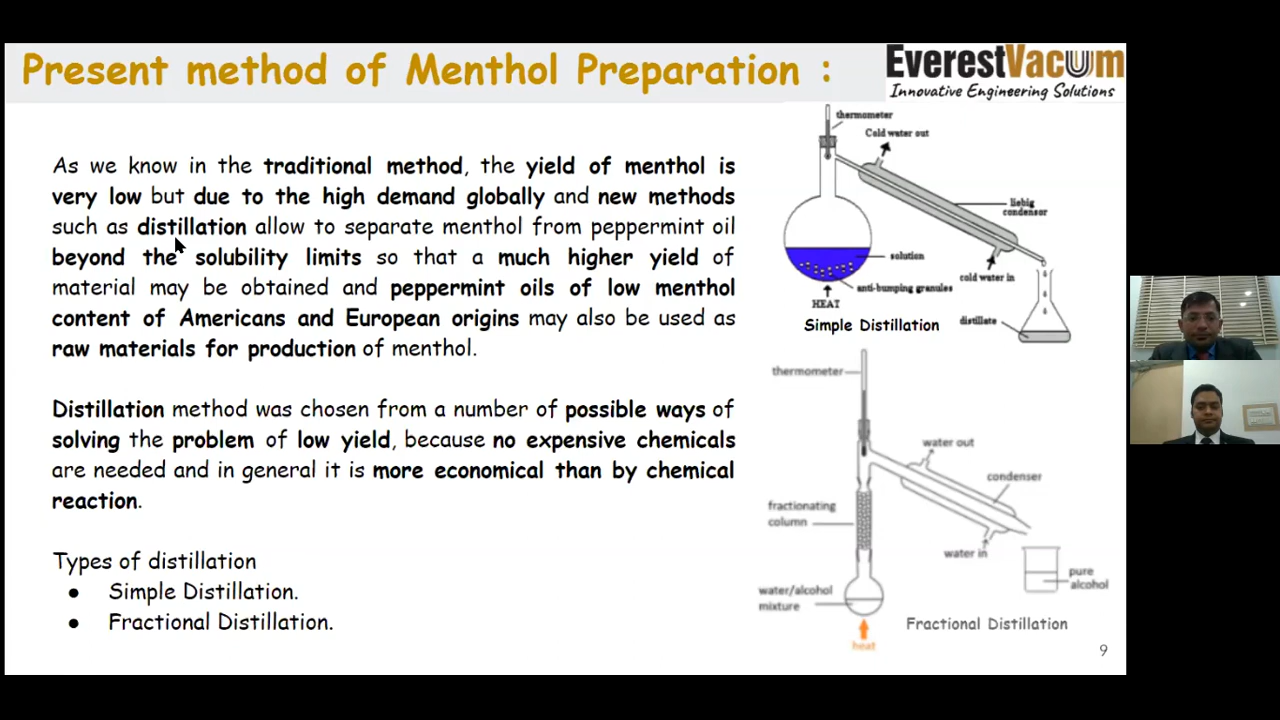 Present method of Menthol Preparation :
EverestVacuum
Innovative Engineering Solutions
As we know in the traditional method, the yield of menthol is
very low but due to the high demand globally and new methods
such as distillation allow to separate menthol from peppermint oil
beyond the solubility limits so that a much higher yield of
material may be obtained and peppermint oils of low menthol
content of Americans and European origins may also be used as
raw materials for production of menthol.
Distillation method was chosen from a number of possible ways of
solving the problem of low yield, because no expensive chemicals
are needed and in general it is more economical than by chemical
reaction.
Types of distillation
● Simple Distillation.
● Fractional Distillation.
thermometer
Cold water out
liebig
condensor
solution
cold water in
anti-bumping granules
HEAT
distillate
Simple Distillation
thermometer
water out
condenser
fractionating
column
water in
pure
alcohol
water/alcohol
mixture
heat
Fractional Distillation
9